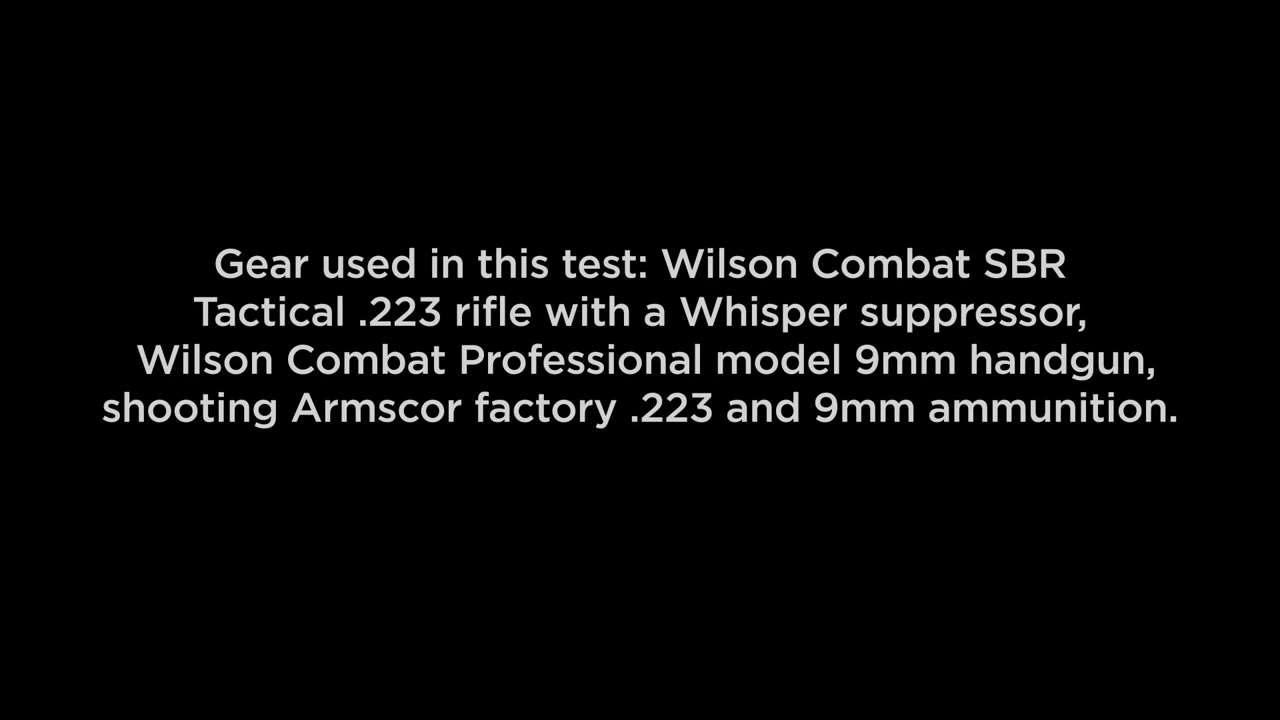 Gear used in this test: Wilson Combat SBR
Tactical .223 rifle with a Whisper suppressor,
Wilson Combat Professional model 9mm handgun,
shooting Armscor factory .223 and 9mm ammunition.